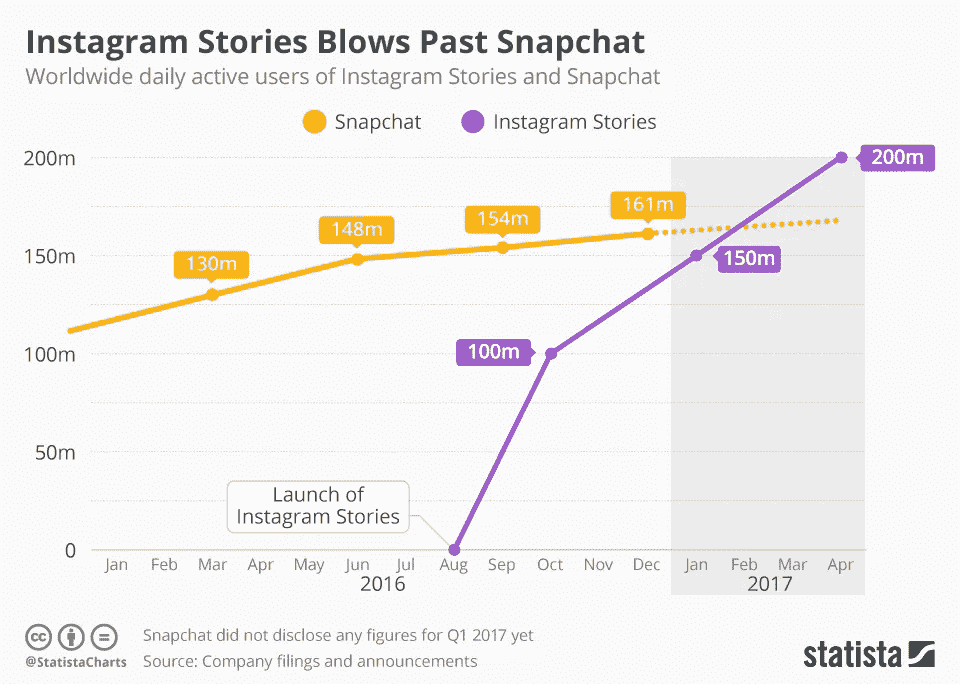 Instagram Stories Blows Past Snapchat
Worldwide daily active users of Instagram Stories and Snapchat
Snapchat Instagram Stories
200m
150m
100m
50m
0
130m
148m
154m
161m
100m
150m
200m
Launch of
Instagram Stories
Jan Feb Mar Apr May Jun Jul Aug Sep Oct Nov Dec Jan Feb Mar Apr
2016 2017
cc =
@StatistaCharts
Snapchat did not disclose any figures for Q1 2017 yet
Source: Company filings and announcements
statista